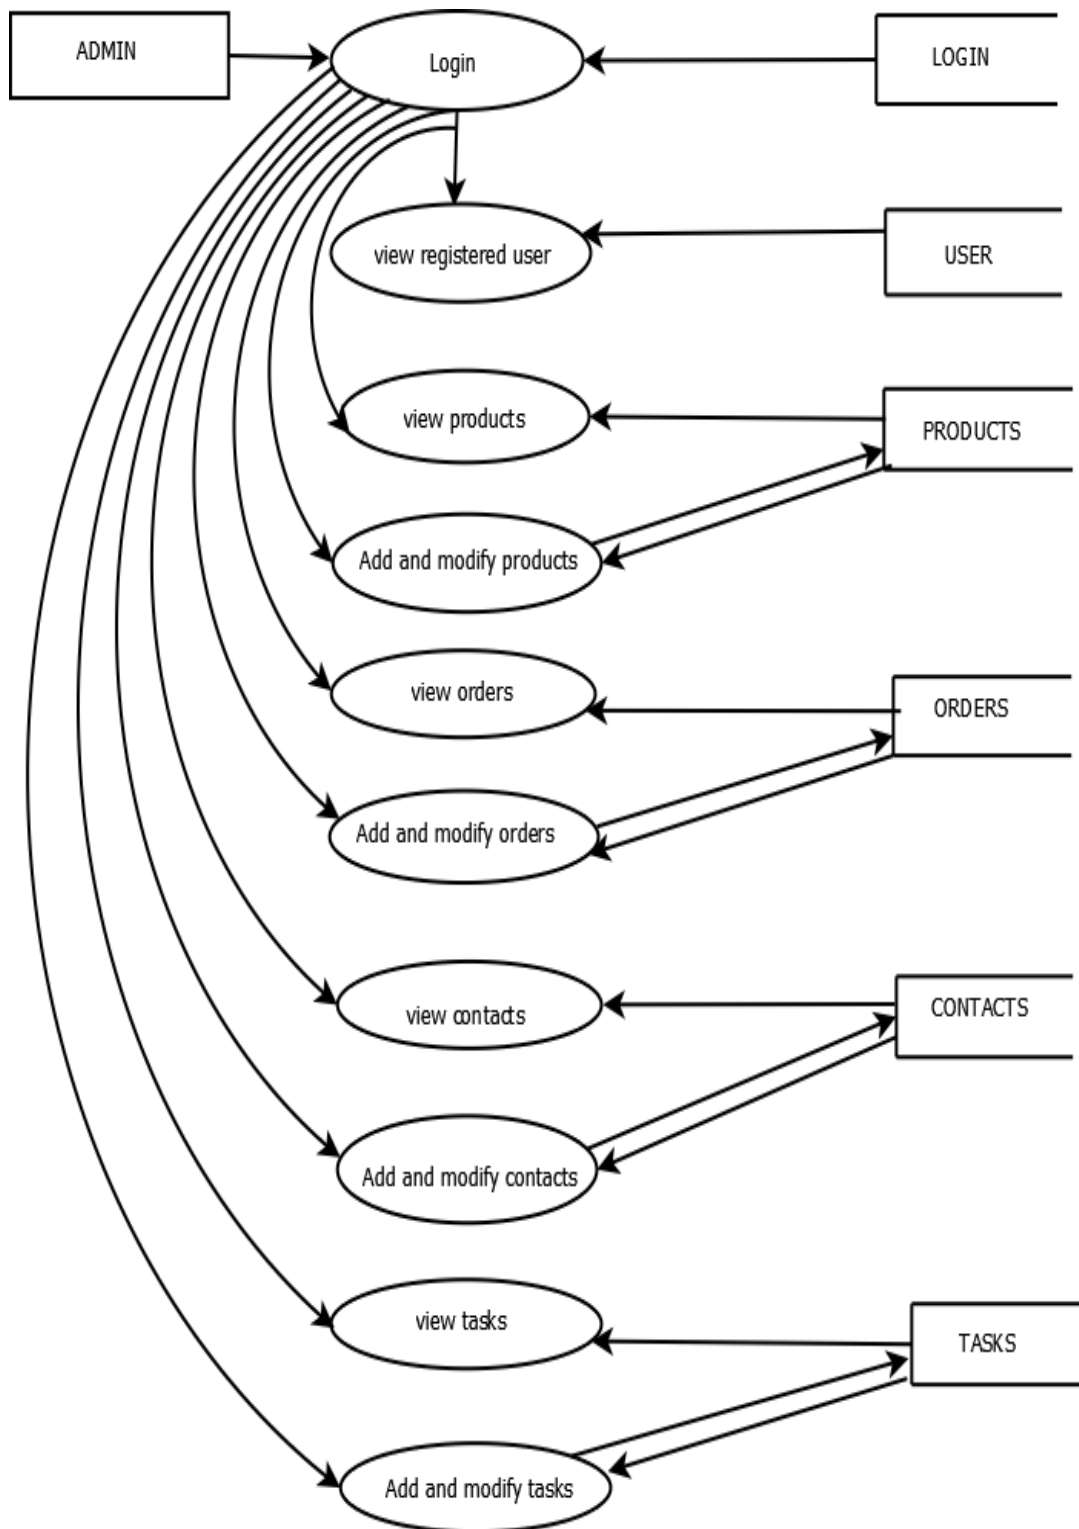 ADMIN
Login
LOGIN
view registered user
USER
view products
PRODUCTS
Add and modify products
view orders
ORDERS
Add and modify orders
view contacts
CONTACTS
Add and modify contacts
view tasks
TASKS
Add and modify tasks